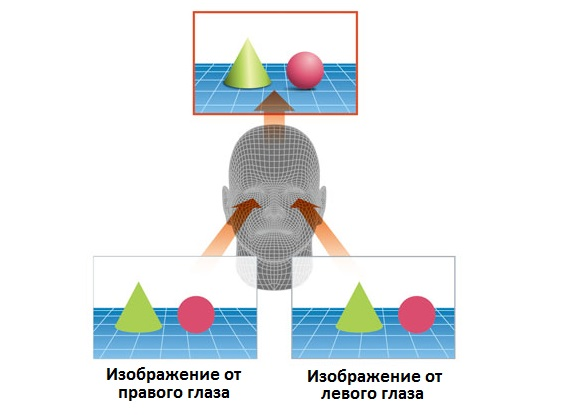 Изображение от
правого глаза
Изображение от
левого глаза